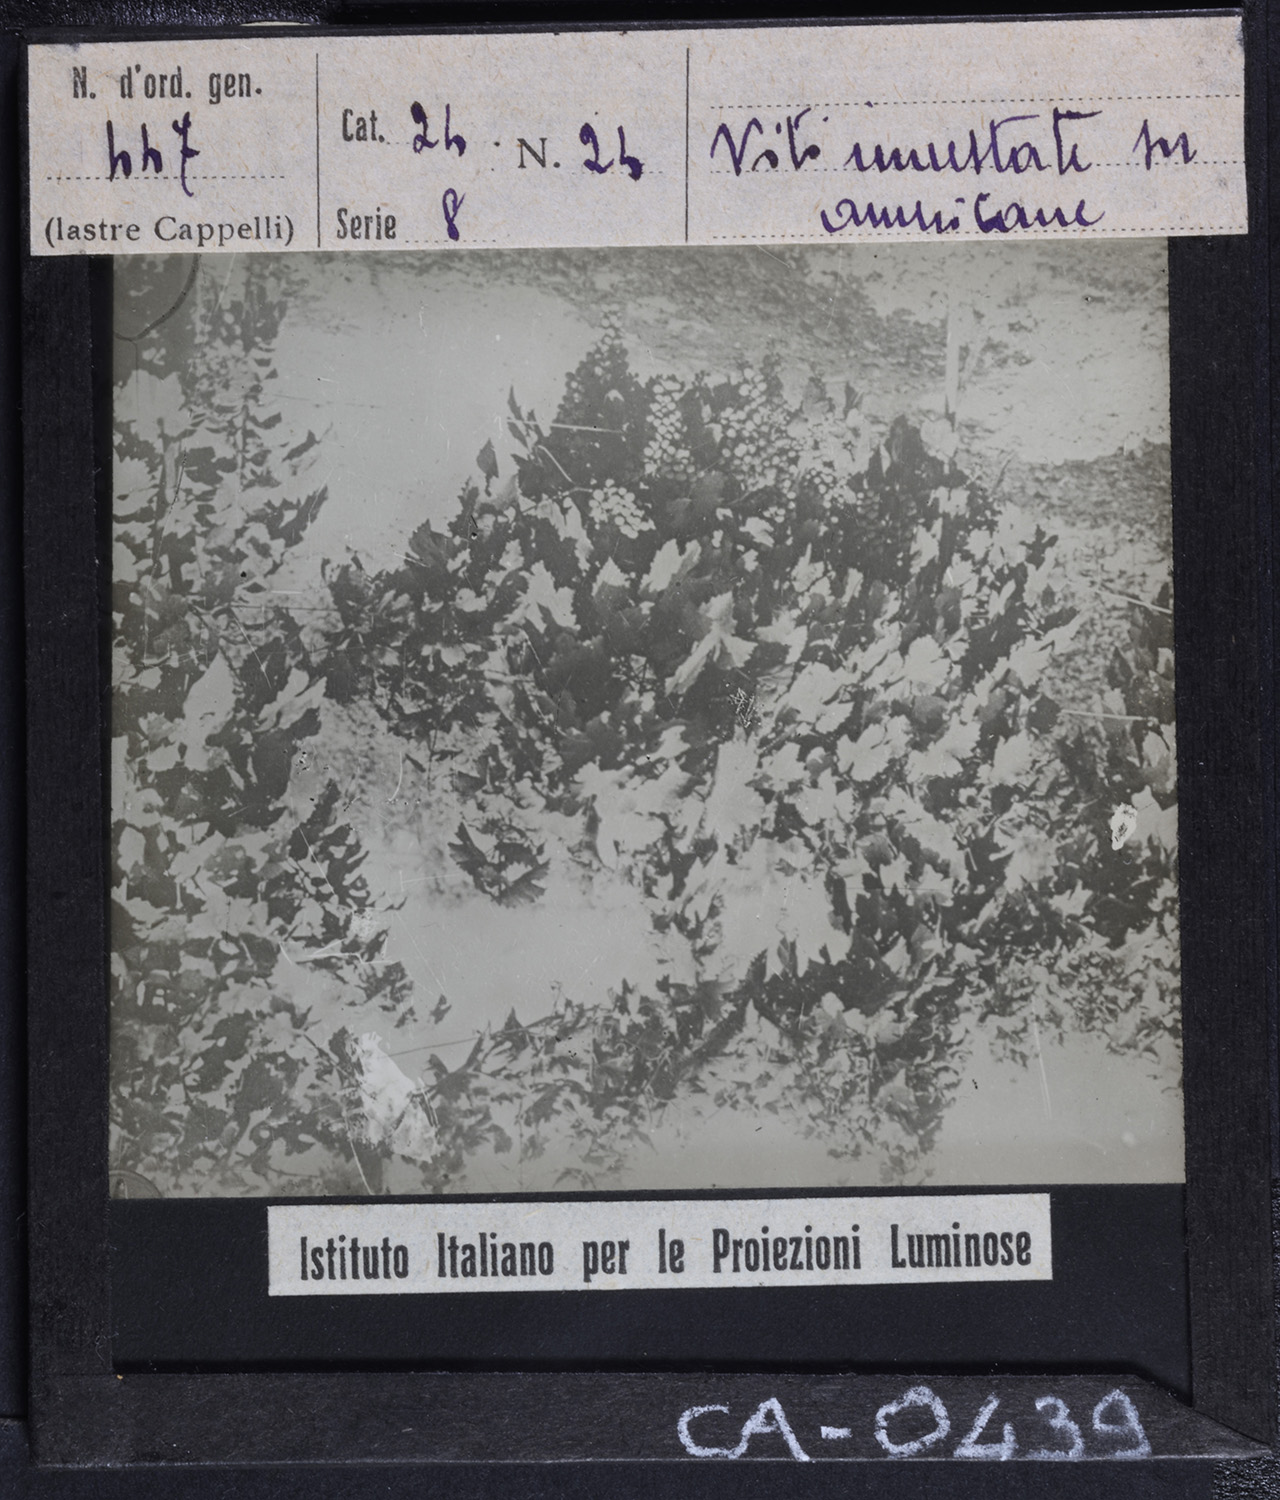 N. d'ord. gen.
447
(lastre Cappelli)
Cat. 24 . N. 24
Serie 8
Viti innestate su
americane
Istituto Italiano per le Proiezioni Luminose
CA-0439